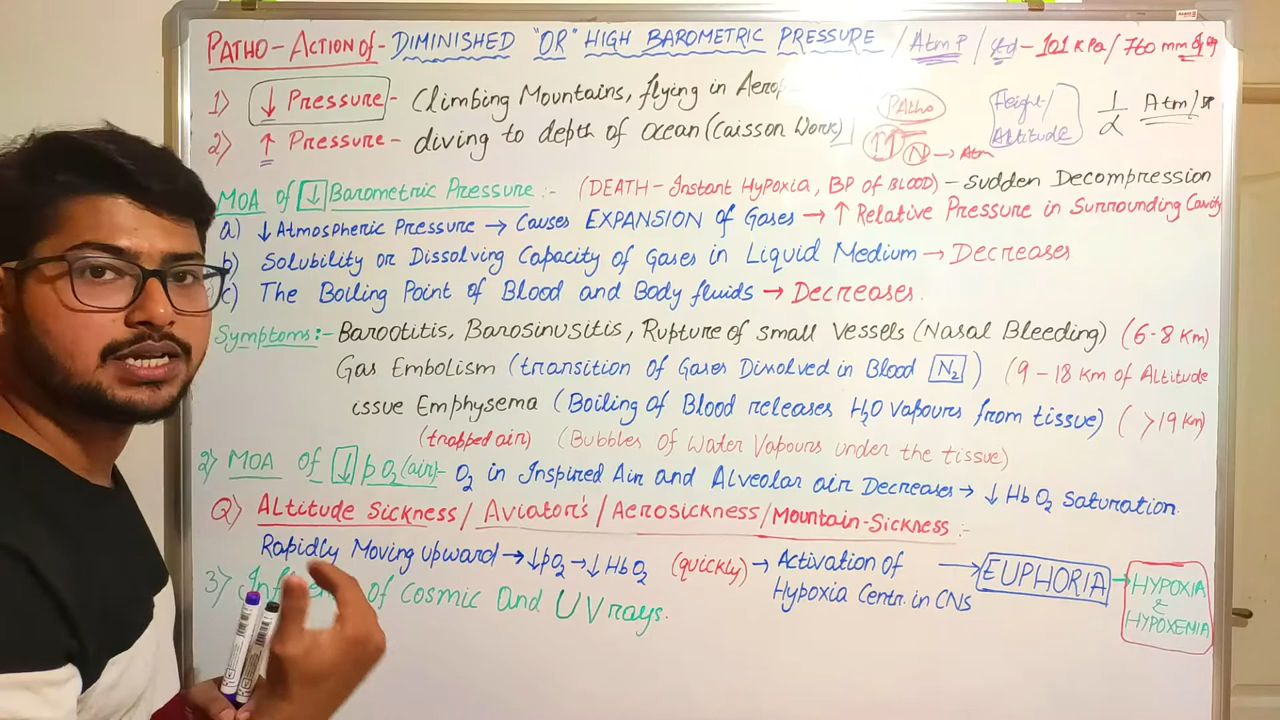 PATHO - ACTION of - DIMINISHED "OR" HIGH BAROMETRIC PRESSURE / Atm P / std - 101 KPa / 760 mm of Hg
1) ↓ Pressure - Climbing Mountains, flying in Aerop
2) ↑ Pressure - diving to depth of ocean (Caisson Work)
Patho
↑↑ N → Atm
Height/
Altitude
1/α Atm/
MOA of ↓ Barometric Pressure :- (DEATH - Instant Hypoxia, BP of BLOOD) - Sudden Decompression
a) ↓ Atmospheric Pressure → Causes EXPANSION of Gases → ↑ Relative Pressure in Surrounding Cavity
b) Solubility or Dissolving Capacity of Gases in Liquid Medium → Decreases
c) The Boiling Point of Blood and Body fluids → Decreases.
Symptoms :- Barootitis, Barosinusitis, Rupture of small vessels (Nasal Bleeding) (6-8 Km)
Gas Embolism (transition of Gases Dissolved in Blood N₂) (9 - 18 Km of Altitude
issue Emphysema (Boiling of Blood releases H₂O Vapours from tissue) ( >19 Km)
(trapped air) (Bubbles of water Vapours under the tissue)
2) MOA of ↓ pO₂ (air) - O₂ in Inspired Air and Alveolar air Decreases → ↓ HbO₂ Saturation.
Q) Altitude Sickness / Aviator's / Aerosickness / Mountain-Sickness :-
Rapidly Moving upward → ↓ pO₂ → ↓ HbO₂ (quickly) → Activation of Hypoxia Centr. in CNS → EUPHORIA → HYPOXIA & HYPOXEMIA
3) of Cosmic and UV rays.